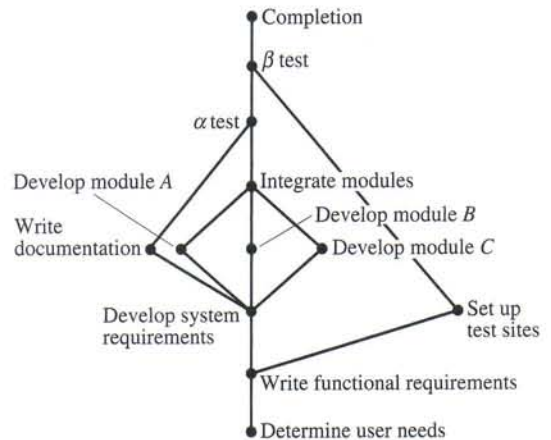 Completion
β test
α test
Develop module A
Integrate modules
Develop module B
Write
documentation
Develop module C
Develop system
requirements
Set up
test sites
Write functional requirements
Determine user needs